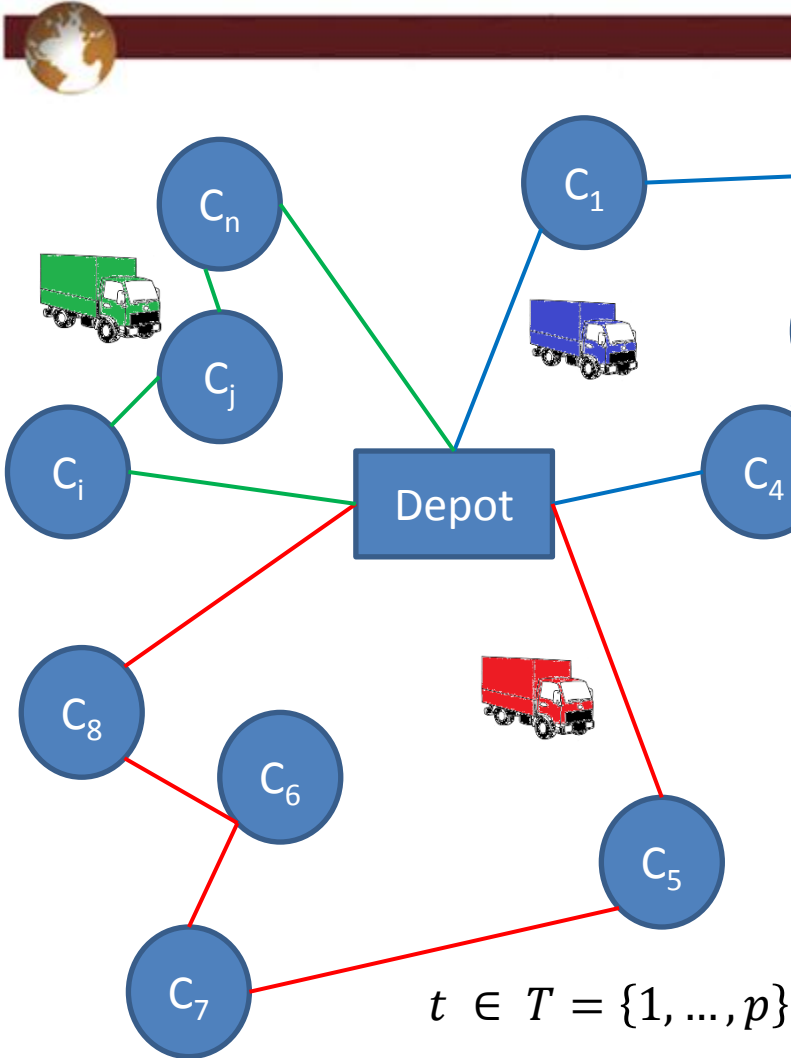 Cₙ
C₁
Cⱼ
Cᵢ
Depot
C₄
C₈
C₆
C₅
C₇
𝑡 ∈ 𝑇 = {1, … , 𝑝}